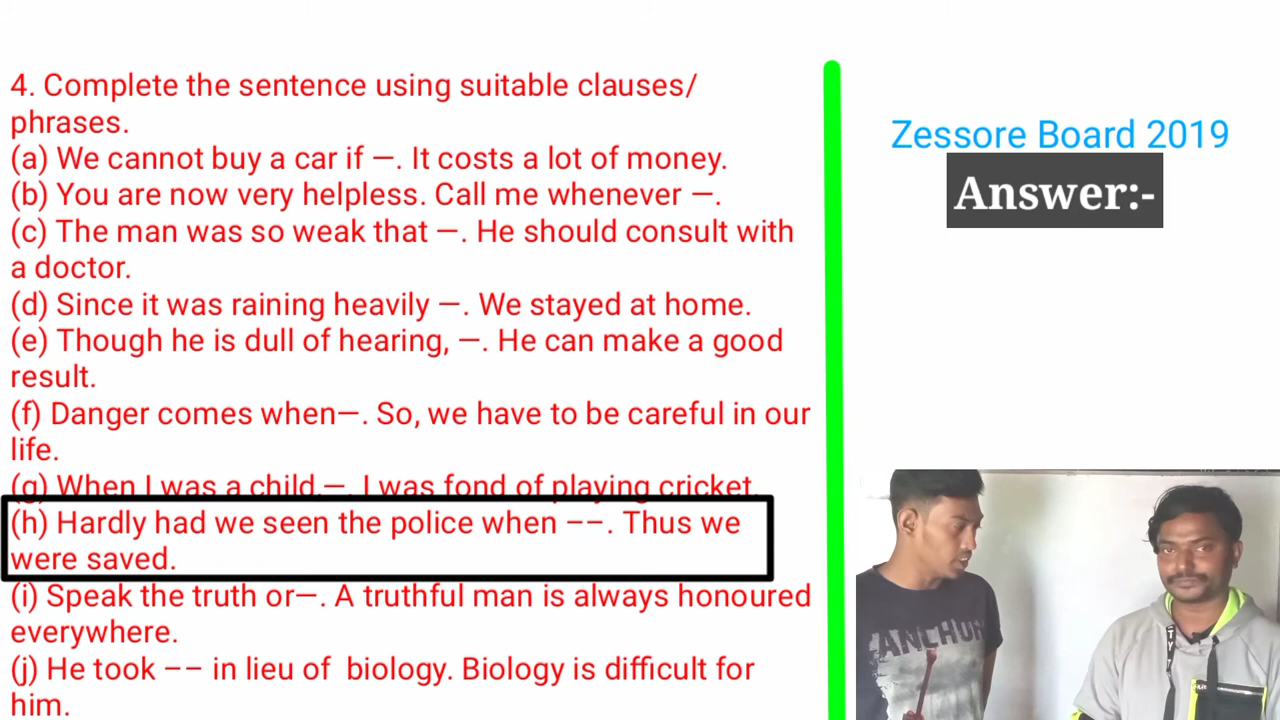 4. Complete the sentence using suitable clauses/
phrases.
(a) We cannot buy a car if —. It costs a lot of money.
(b) You are now very helpless. Call me whenever —.
(c) The man was so weak that —. He should consult with
a doctor.
(d) Since it was raining heavily —. We stayed at home.
(e) Though he is dull of hearing, —. He can make a good
result.
(f) Danger comes when—. So, we have to be careful in our
life.
(g) When I was a child,—. I was fond of playing cricket.
(h) Hardly had we seen the police when ––. Thus we
were saved.
(i) Speak the truth or—. A truthful man is always honoured
everywhere.
(j) He took –– in lieu of biology. Biology is difficult for
him.
Zessore Board 2019
Answer:-